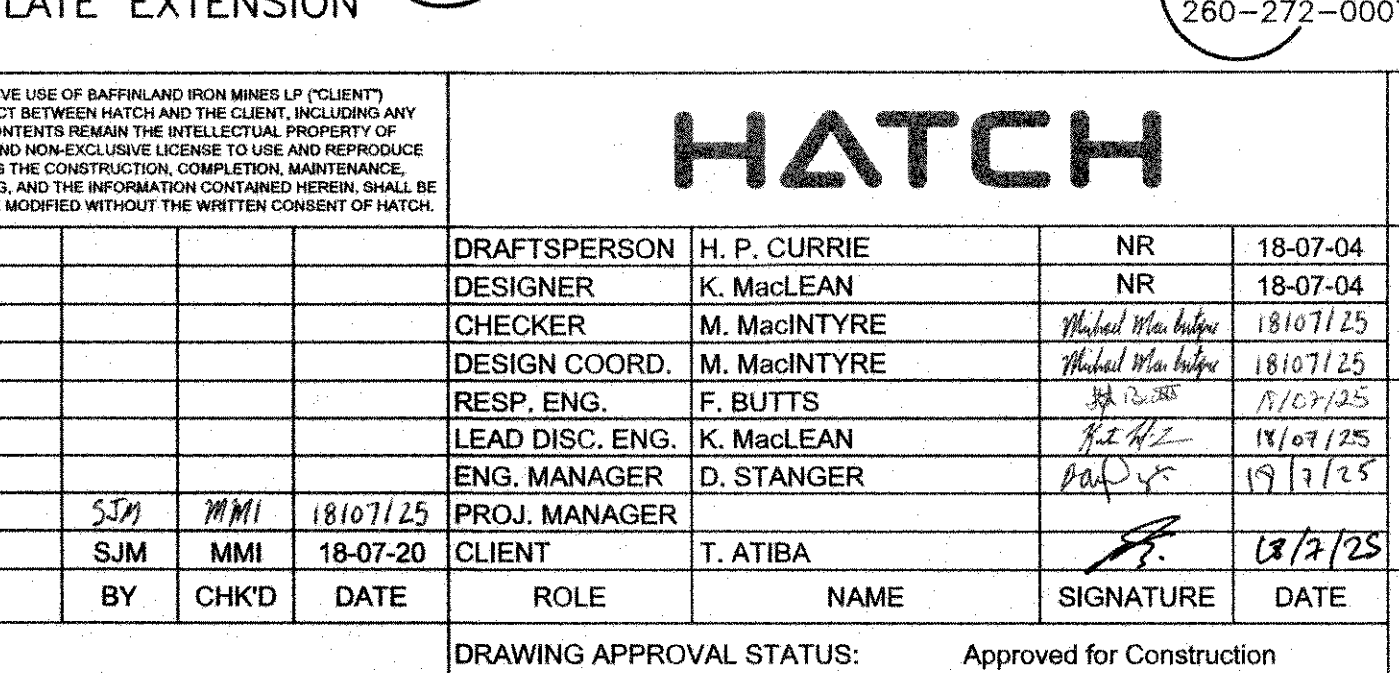 LATE EXTENSION
260-272-000
VE USE OF BAFFINLAND IRON MINES LP ("CLIENT")
CT BETWEEN HATCH AND THE CLIENT, INCLUDING ANY
ONTENTS REMAIN THE INTELLECTUAL PROPERTY OF
ND NON-EXCLUSIVE LICENSE TO USE AND REPRODUCE
G THE CONSTRUCTION, COMPLETION, MAINTENANCE,
G, AND THE INFORMATION CONTAINED HEREIN, SHALL BE
MODIFIED WITHOUT THE WRITTEN CONSENT OF HATCH.
HATCH
DRAFTSPERSON H. P. CURRIE NR 18-07-04
DESIGNER K. MacLEAN NR 18-07-04
CHECKER M. MacINTYRE Michael MacIntyre 18/07/25
DESIGN COORD. M. MacINTYRE Michael MacIntyre 18/07/25
RESP. ENG. F. BUTTS 18/07/25
LEAD DISC. ENG. K. MacLEAN 18/07/25
ENG. MANAGER D. STANGER /7/25
SJM MMI 18/07/25 PROJ. MANAGER
SJM MMI 18-07-20 CLIENT T. ATIBA 18/7/25
BY CHK'D DATE ROLE NAME SIGNATURE DATE
DRAWING APPROVAL STATUS: Approved for Construction